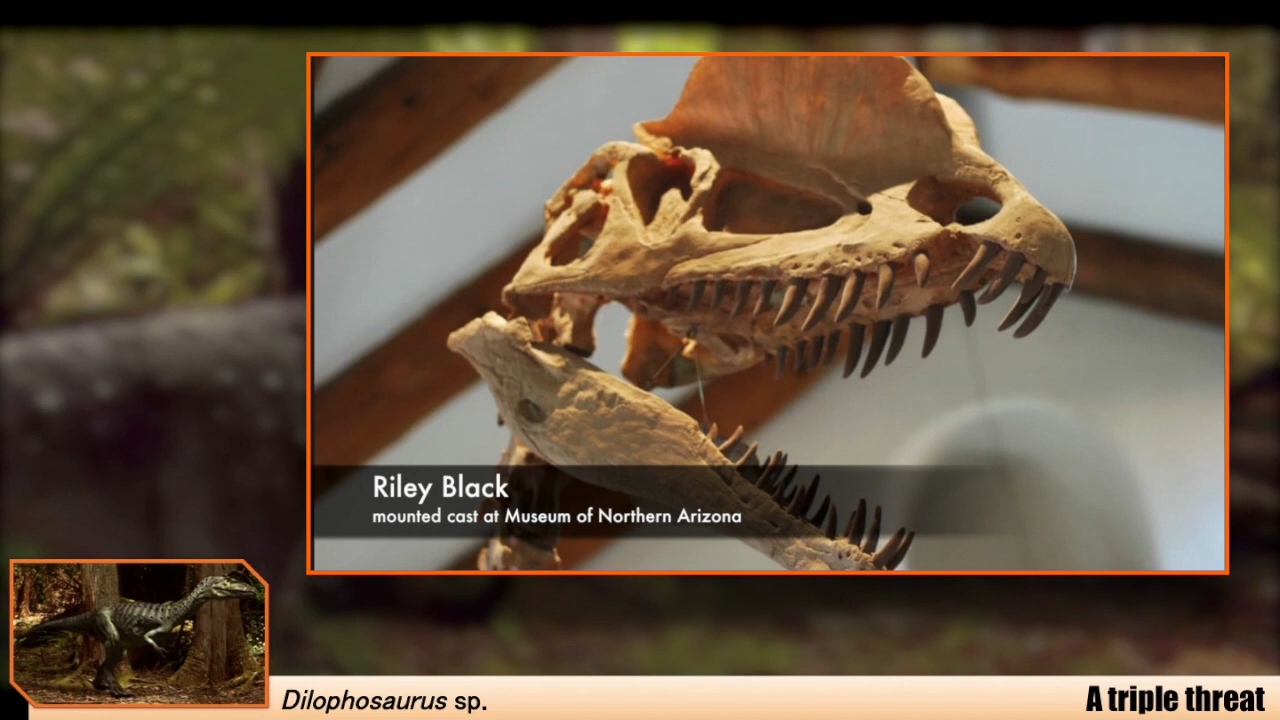 Riley Black
mounted cast at Museum of Northern Arizona
Dilophosaurus sp.
A triple threat